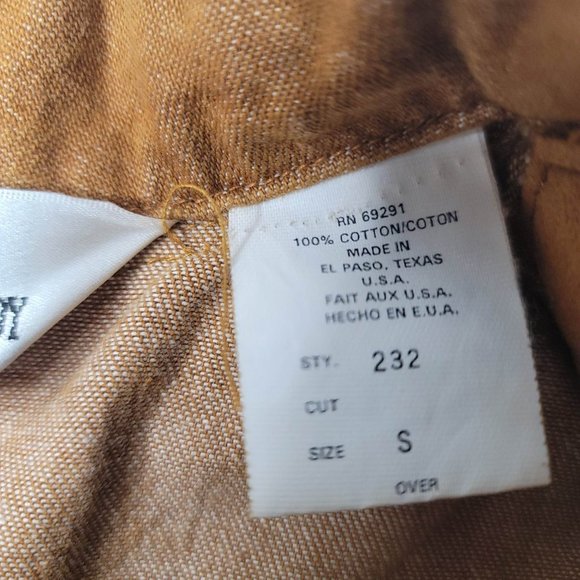 RN 69291
100% COTTON/COTON
MADE IN
EL PASO, TEXAS
U.S.A.
FAIT AUX U.S.A.
HECHO EN E.U.A.
STY. 232
CUT
SIZE S
OVER